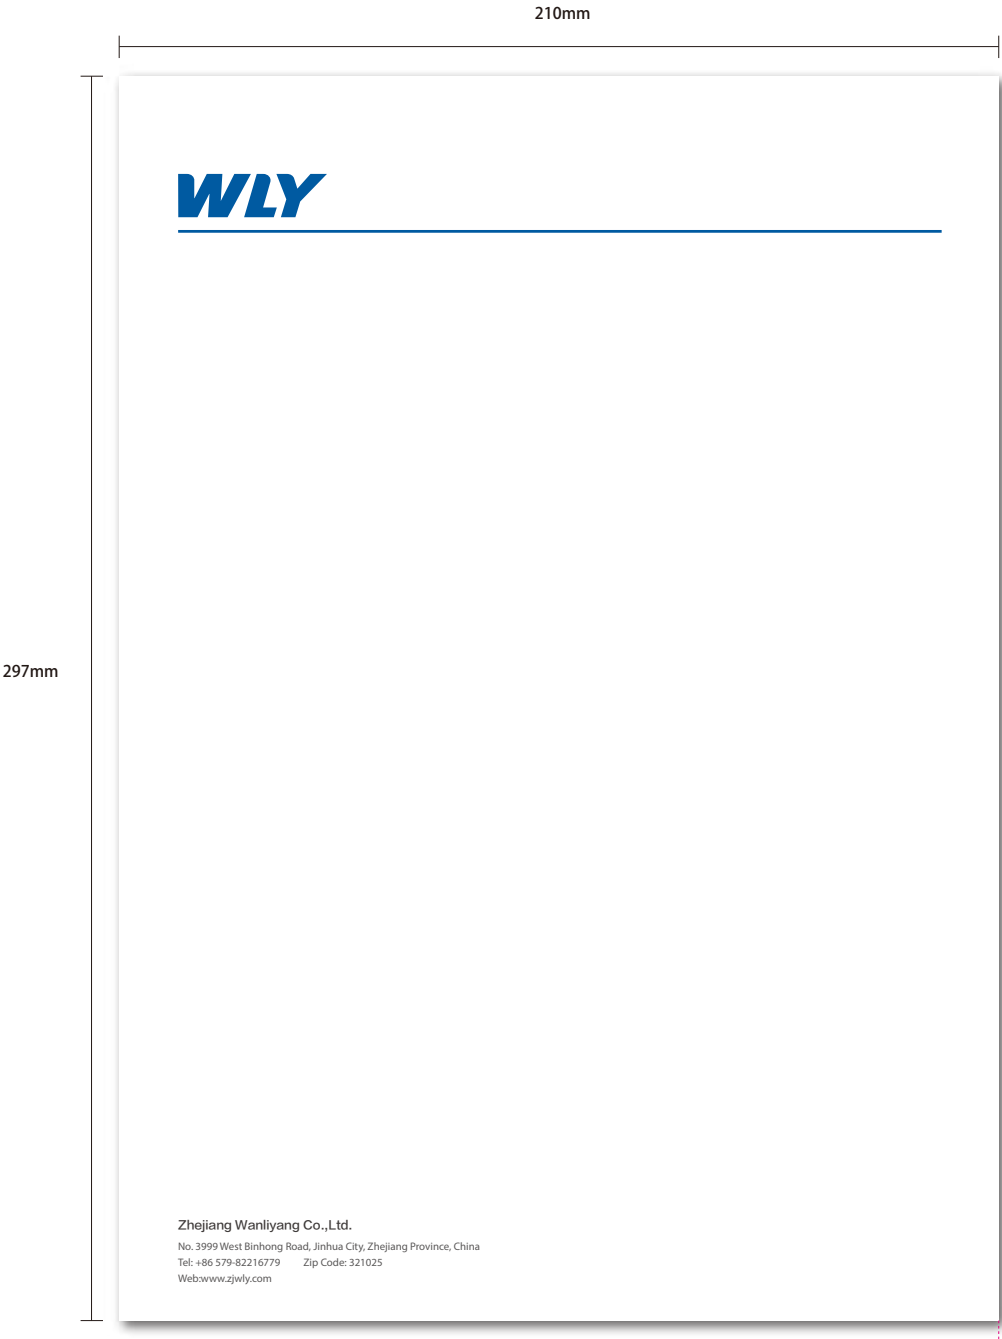 210mm
WLY
297mm
Zhejiang Wanliyang Co.,Ltd.
No. 3999 West Binhong Road, Jinhua City, Zhejiang Province, China
Tel: +86 579-82216779 Zip Code: 321025
Web:www.zjwly.com